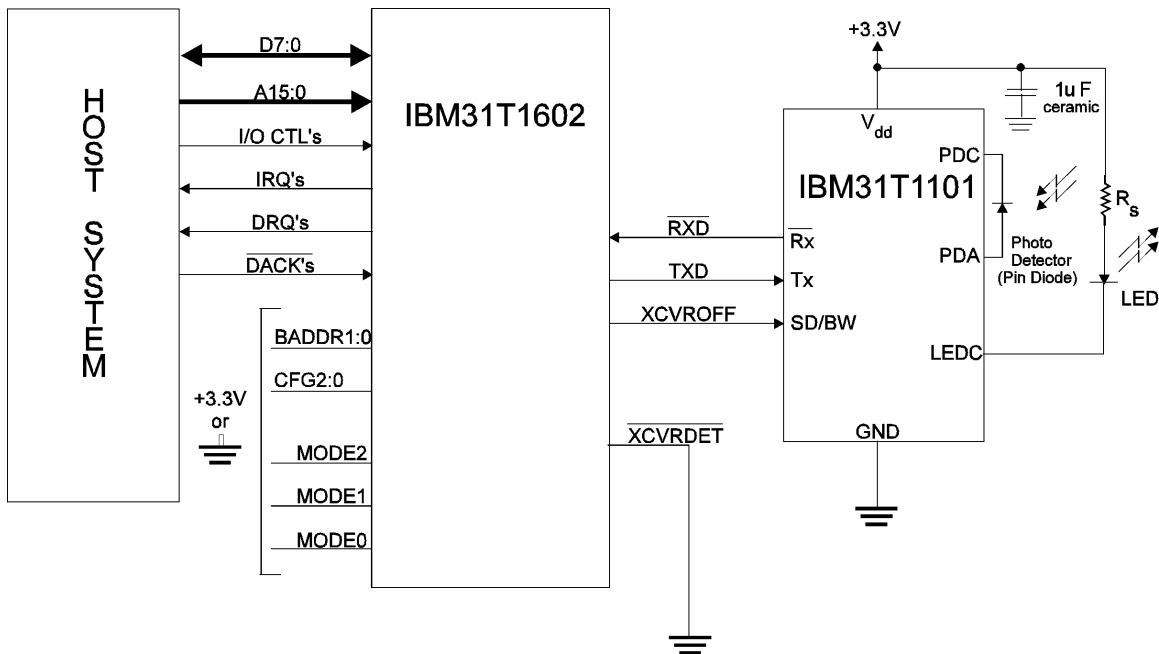 HOST SYSTEM
D7:0
A15:0
I/O CTL's
IRQ's
DRQ's
DACK's
BADDR1:0
CFG2:0
+3.3V
or
MODE2
MODE1
MODE0
IBM31T1602
RXD
TXD
XCVROFF
XCVRDET
+3.3V
1u F
ceramic
Vdd
IBM31T1101
PDC
PDA
Rx
Tx
SD/BW
LEDC
GND
Photo
Detector
(Pin Diode)
Rs
LED